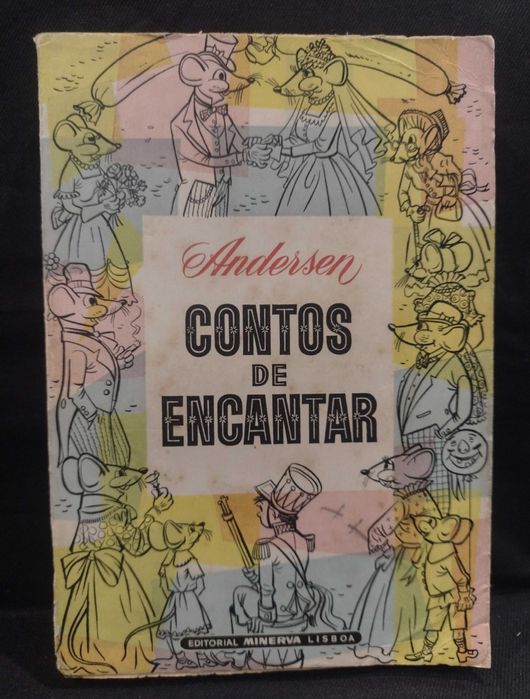 Andersen
CONTOS
DE
ENCANTAR
EDITORIAL MINERVA LISBOA